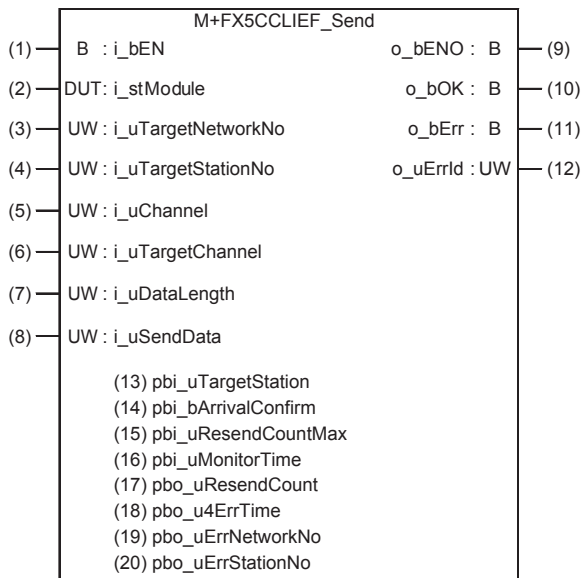 M+FX5CCLIEF_Send
(1) B : i_bEN o_bENO : B (9)
(2) DUT: i_stModule o_bOK : B (10)
(3) UW : i_uTargetNetworkNo o_bErr : B (11)
(4) UW : i_uTargetStationNo o_uErrId : UW (12)
(5) UW : i_uChannel
(6) UW : i_uTargetChannel
(7) UW : i_uDataLength
(8) UW : i_uSendData
(13) pbi_uTargetStation
(14) pbi_bArrivalConfirm
(15) pbi_uResendCountMax
(16) pbi_uMonitorTime
(17) pbo_uResendCount
(18) pbo_u4ErrTime
(19) pbo_uErrNetworkNo
(20) pbo_uErrStationNo